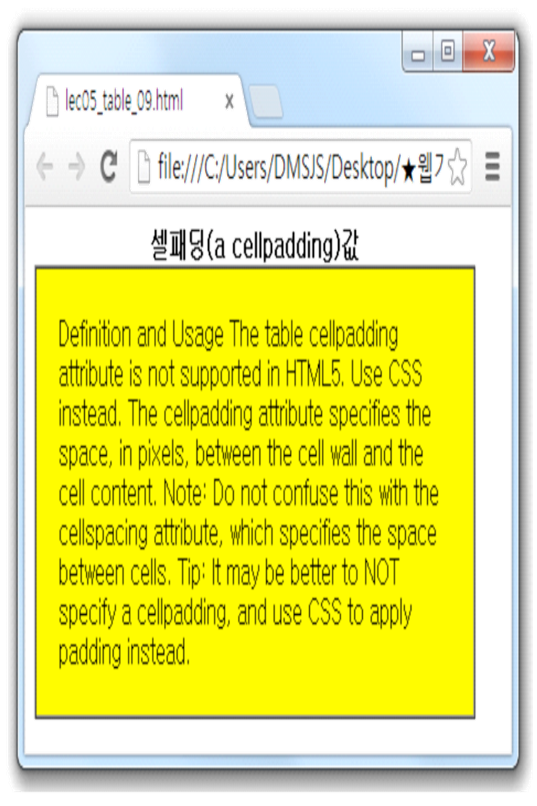 lec05_table_09.html
file:///C:/Users/DMSJS/Desktop/★웹
셀패딩(a cellpadding)값
Definition and Usage The table cellpadding
attribute is not supported in HTML5. Use CSS
instead. The cellpadding attribute specifies the
space, in pixels, between the cell wall and the
cell content. Note: Do not confuse this with the
cellspacing attribute, which specifies the space
between cells. Tip: It may be better to NOT
specify a cellpadding, and use CSS to apply
padding instead.